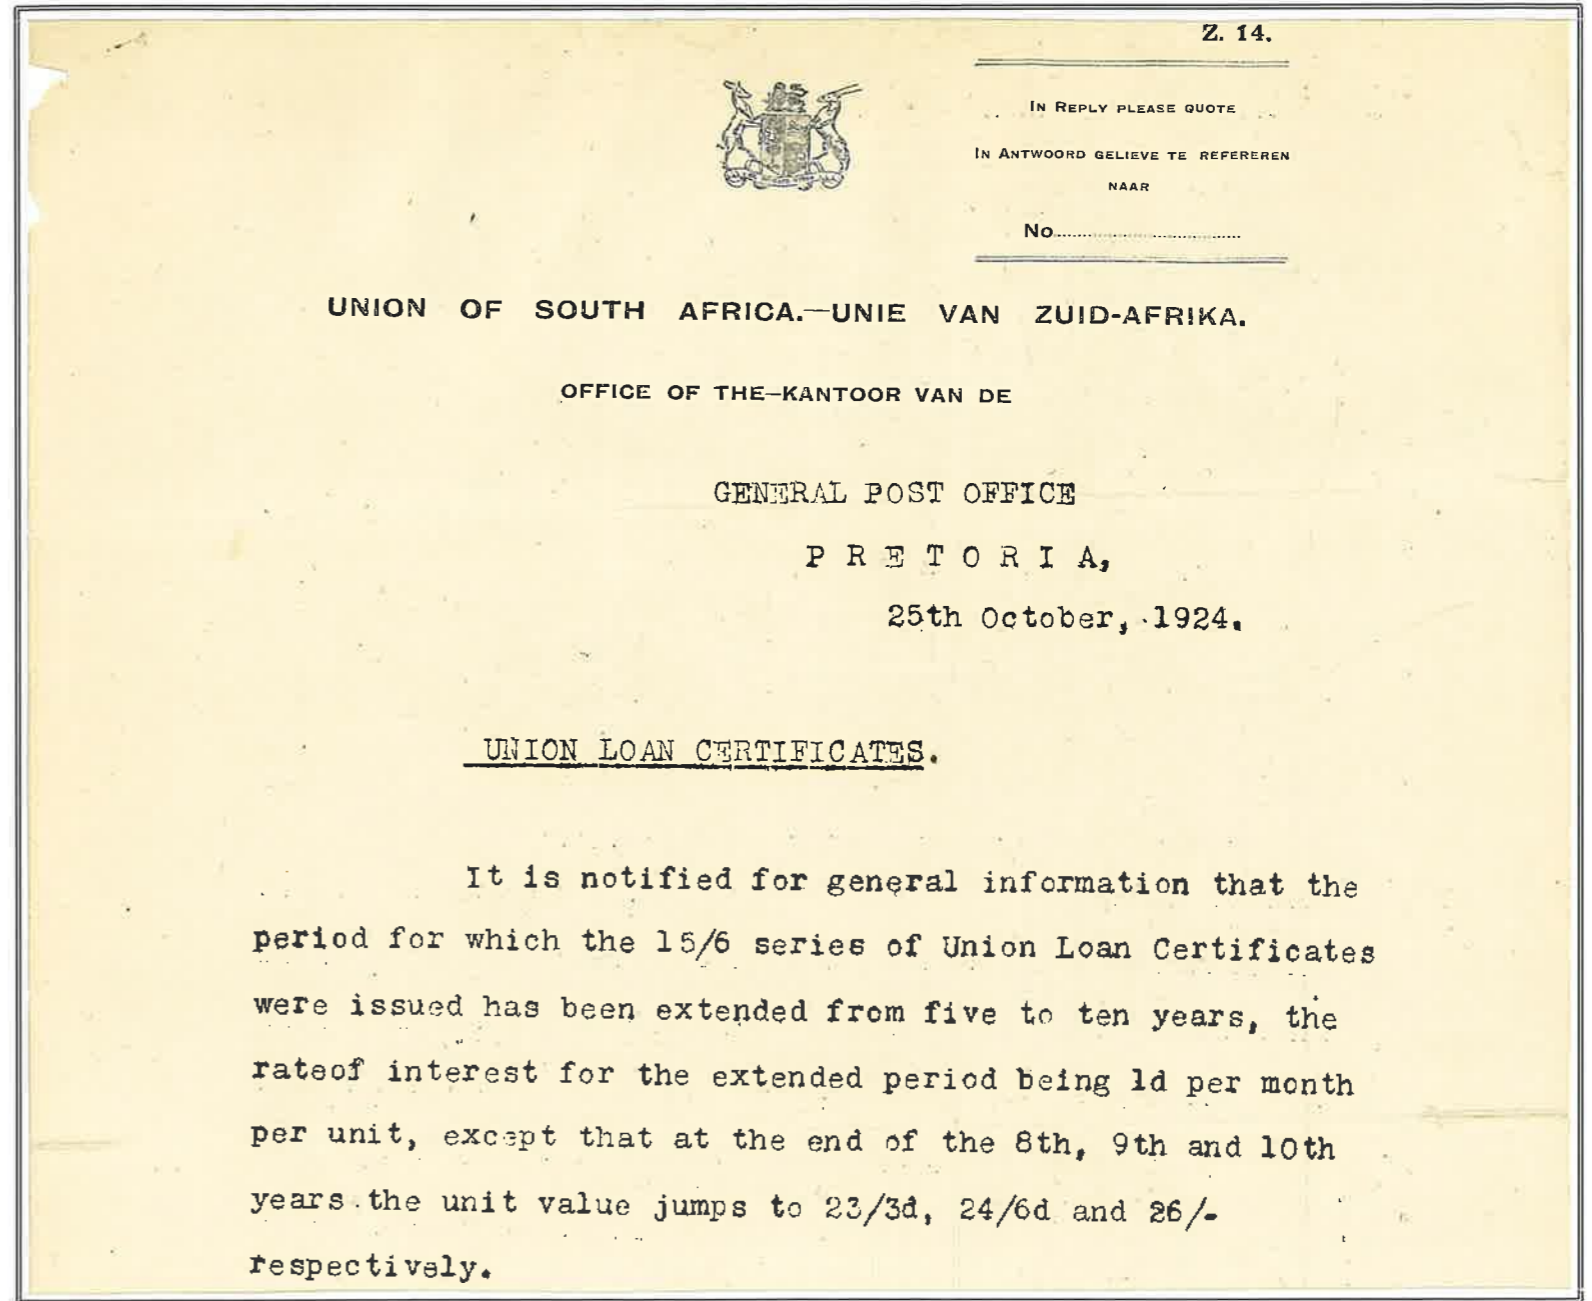 Z. 14.
IN REPLY PLEASE QUOTE
IN ANTWOORD GELIEVE TE REFEREREN
NAAR
No
UNION OF SOUTH AFRICA.—UNIE VAN ZUID-AFRIKA.
OFFICE OF THE—KANTOOR VAN DE
GENERAL POST OFFICE
PRETORIA,
25th October, 1924.
UNION LOAN CERTIFICATES.
It is notified for general information that the
period for which the 15/6 series of Union Loan Certificates
were issued has been extended from five to ten years, the
rateof interest for the extended period being 1d per month
per unit, except that at the end of the 8th, 9th and 10th
years the unit value jumps to 23/3d, 24/6d and 26/-
respectively.